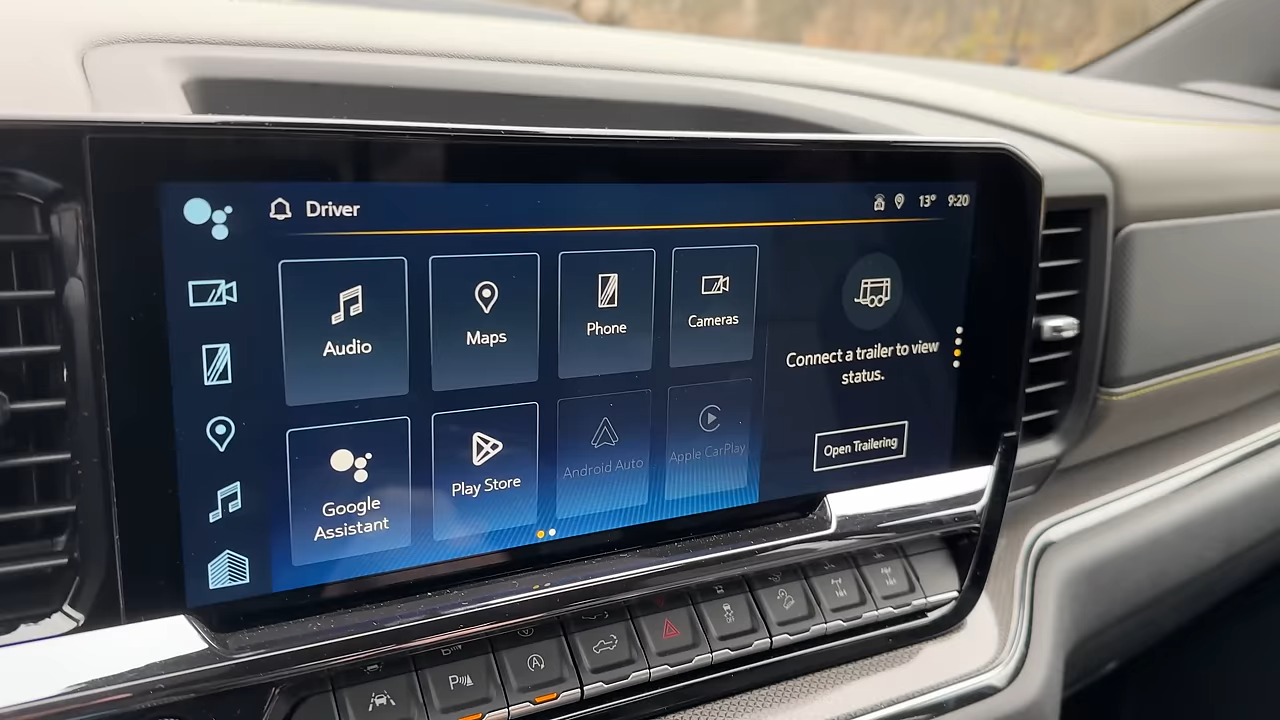 Driver
13° 9:20
Audio
Maps
Phone
Cameras
Connect a trailer to view
status.
Google
Assistant
Play Store
Android Auto
Apple CarPlay
Open Trailering
P
A
OFF